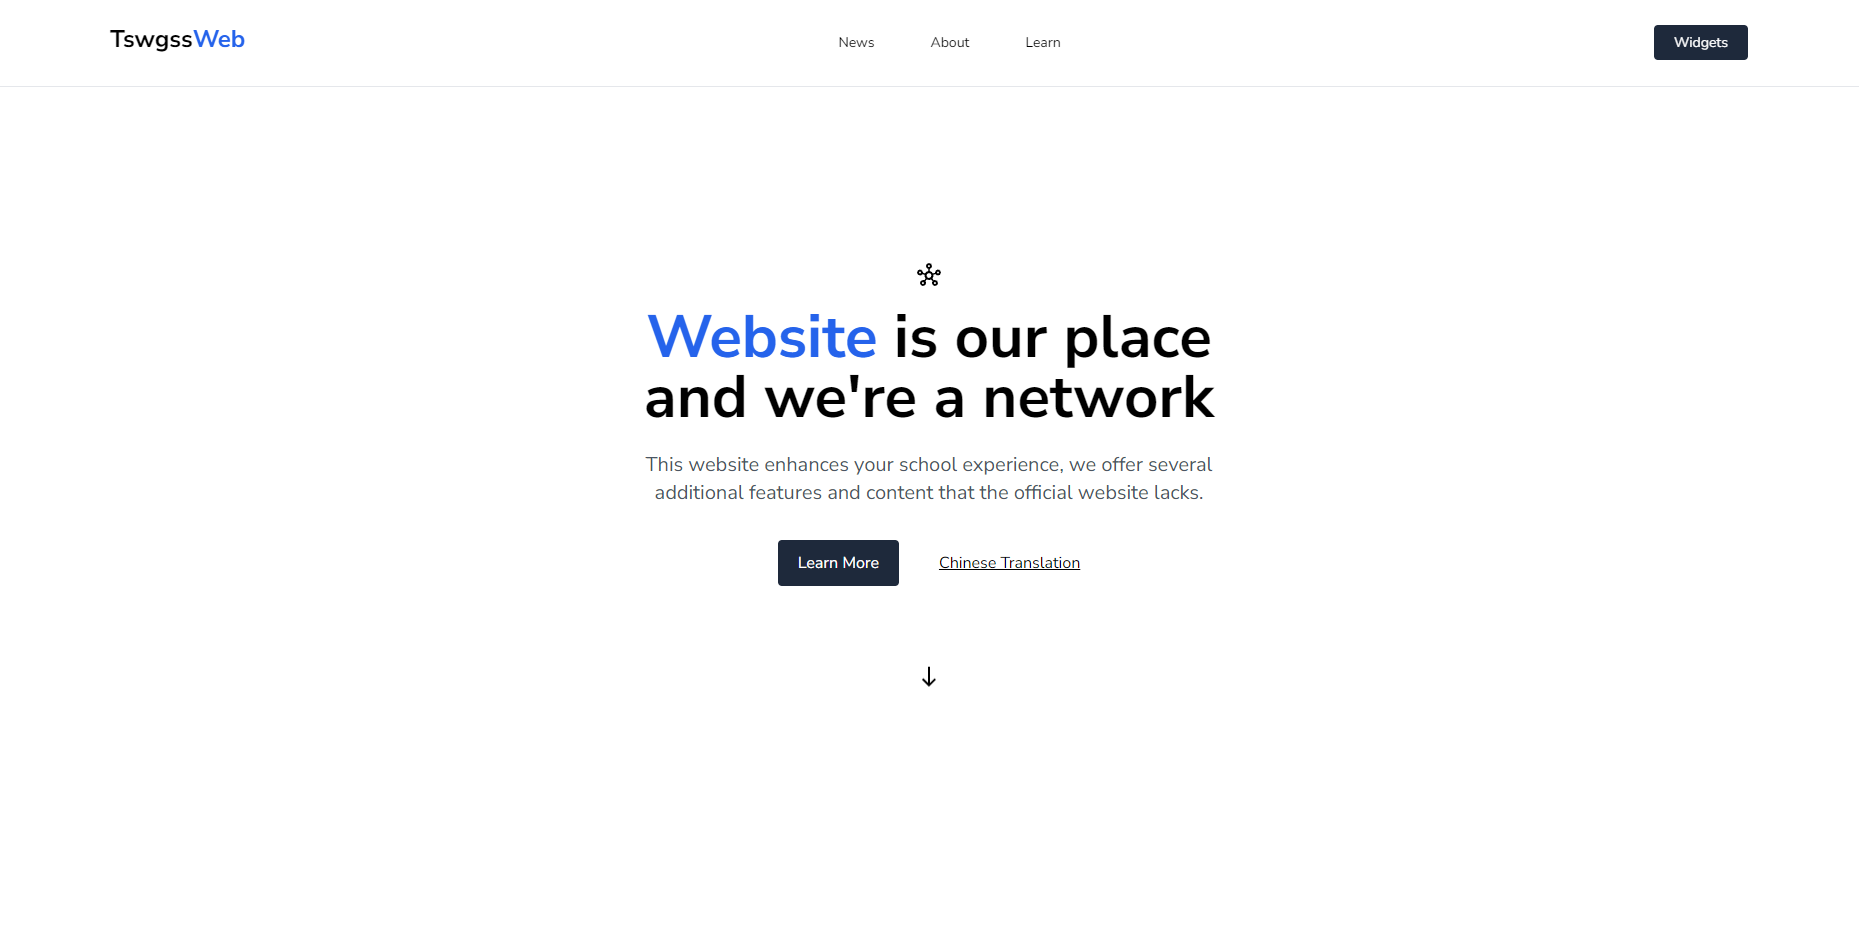 TswgssWeb
News
About
Learn
Widgets
Website is our place
and we're a network
This website enhances your school experience, we offer several
additional features and content that the official website lacks.
Learn More
Chinese Translation